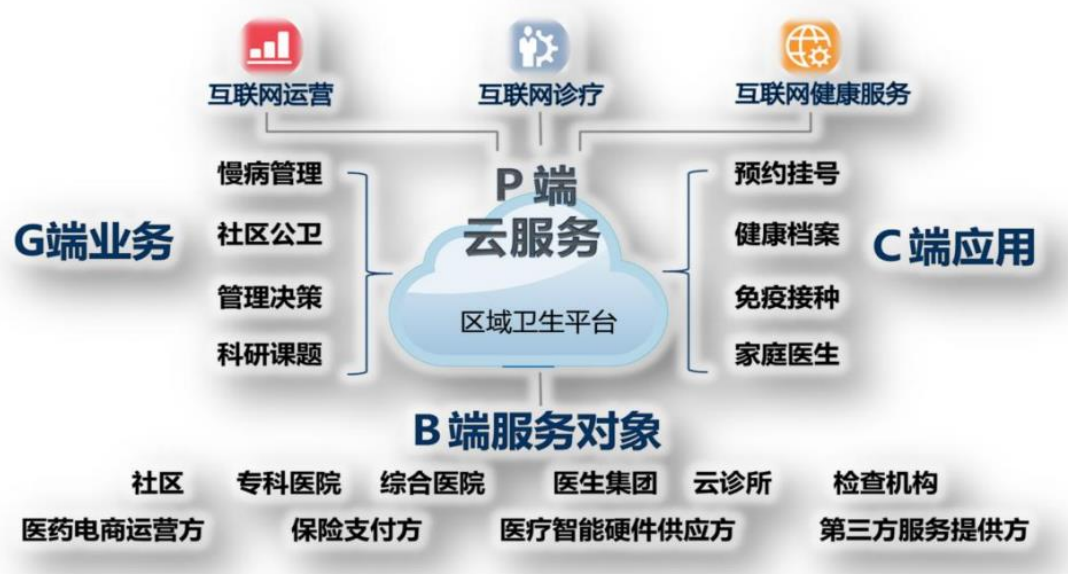 互联网运营 互联网诊疗 互联网健康服务
P 端
云服务
区域卫生平台
G端业务
慢病管理
社区公卫
管理决策
科研课题
C 端应用
预约挂号
健康档案
免疫接种
家庭医生
B 端服务对象
社区 专科医院 综合医院 医生集团 云诊所 检查机构
医药电商运营方 保险支付方 医疗智能硬件供应方 第三方服务提供方